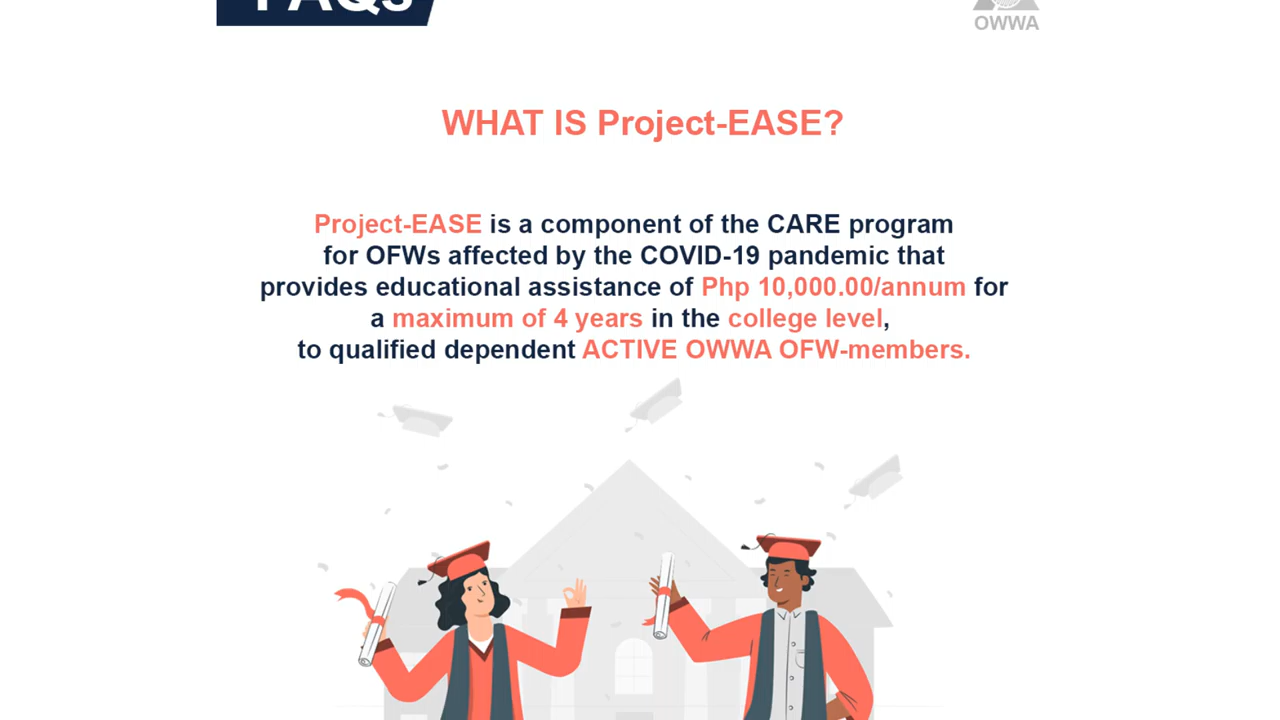 FAQs
OWWA
WHAT IS Project-EASE?
Project-EASE is a component of the CARE program
for OFWs affected by the COVID-19 pandemic that
provides educational assistance of Php 10,000.00/annum for
a maximum of 4 years in the college level,
to qualified dependent ACTIVE OWWA OFW-members.